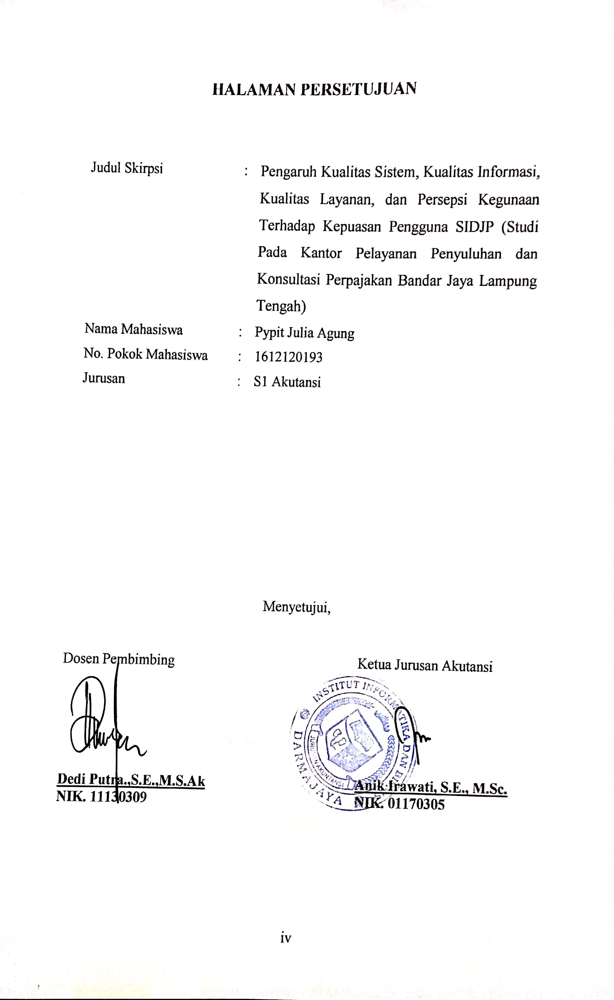 HALAMAN PERSETUJUAN
Judul Skirpsi : Pengaruh Kualitas Sistem, Kualitas Informasi,
Kualitas Layanan, dan Persepsi Kegunaan
Terhadap Kepuasan Pengguna SIDJP (Studi
Pada Kantor Pelayanan Penyuluhan dan
Konsultasi Perpajakan Bandar Jaya Lampung
Tengah)
Nama Mahasiswa : Pypit Julia Agung
No. Pokok Mahasiswa : 1612120193
Jurusan : S1 Akutansi
Menyetujui,
Dosen Pembimbing
Ketua Jurusan Akutansi
INSTITUT INFORMATIKA DAN
DARMAJAYA
AKUNTANSI
Dedi Putra.,S.E.,M.S.Ak
NIK. 11130309
Anik Irawati, S.E., M.Sc.
NIK. 01170305
iv